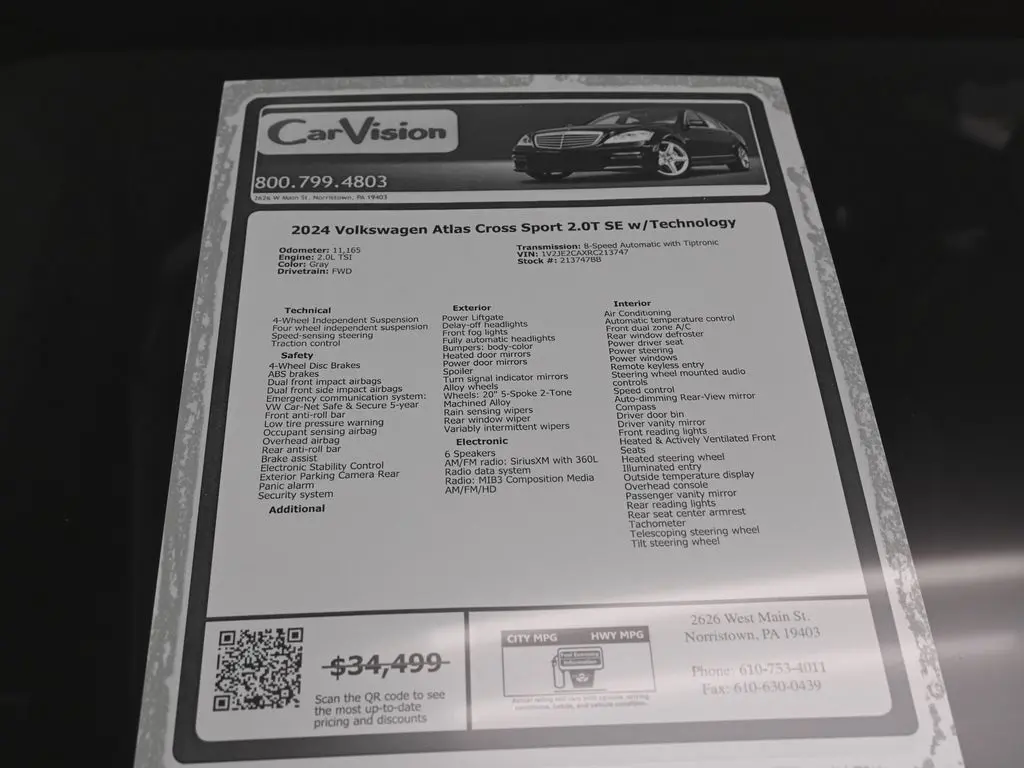 CarVision
800.799.4803
2626 W Main St. Norristown, PA 19403
2024 Volkswagen Atlas Cross Sport 2.0T SE w/Technology
Odometer: 11,165
Engine: 2.0L TSI
Color: Gray
Drivetrain: FWD
Transmission: 8-Speed Automatic with Tiptronic
VIN: 1V2JE2CAXRC213747
Stock #: 213747BB
Technical
4-Wheel Independent Suspension
Four wheel independent suspension
Speed-sensing steering
Traction control
Safety
4-Wheel Disc Brakes
ABS brakes
Dual front impact airbags
Dual front side impact airbags
Emergency communication system:
VW Car-Net Safe & Secure 5-year
Front anti-roll bar
Low tire pressure warning
Occupant sensing airbag
Overhead airbag
Rear anti-roll bar
Brake assist
Electronic Stability Control
Exterior Parking Camera Rear
Panic alarm
Security system
Additional
Exterior
Power Liftgate
Delay-off headlights
Front fog lights
Fully automatic headlights
Bumpers: body-color
Heated door mirrors
Power door mirrors
Spoiler
Turn signal indicator mirrors
Alloy wheels
Wheels: 20" 5-Spoke 2-Tone
Machined Alloy
Rain sensing wipers
Rear window wiper
Variably intermittent wipers
Electronic
6 Speakers
AM/FM radio: SiriusXM with 360L
Radio data system
Radio: MIB3 Composition Media
AM/FM/HD
Interior
Air Conditioning
Automatic temperature control
Front dual zone A/C
Rear window defroster
Power driver seat
Power steering
Power windows
Remote keyless entry
Steering wheel mounted audio
controls
Speed control
Auto-dimming Rear-View mirror
Compass
Driver door bin
Driver vanity mirror
Front reading lights
Heated & Actively Ventilated Front
Seats
Heated steering wheel
Illuminated entry
Outside temperature display
Overhead console
Passenger vanity mirror
Rear reading lights
Rear seat center armrest
Tachometer
Telescoping steering wheel
Tilt steering wheel
$34,499
Scan the QR code to see
the most up-to-date
pricing and discounts
CITY MPG HWY MPG
Fuel Economy
Information
Actual rating will vary with options, driving
conditions, habits, and vehicle condition.
2626 West Main St.
Norristown, PA 19403
Phone: 610-753-4011
Fax: 610-630-0439